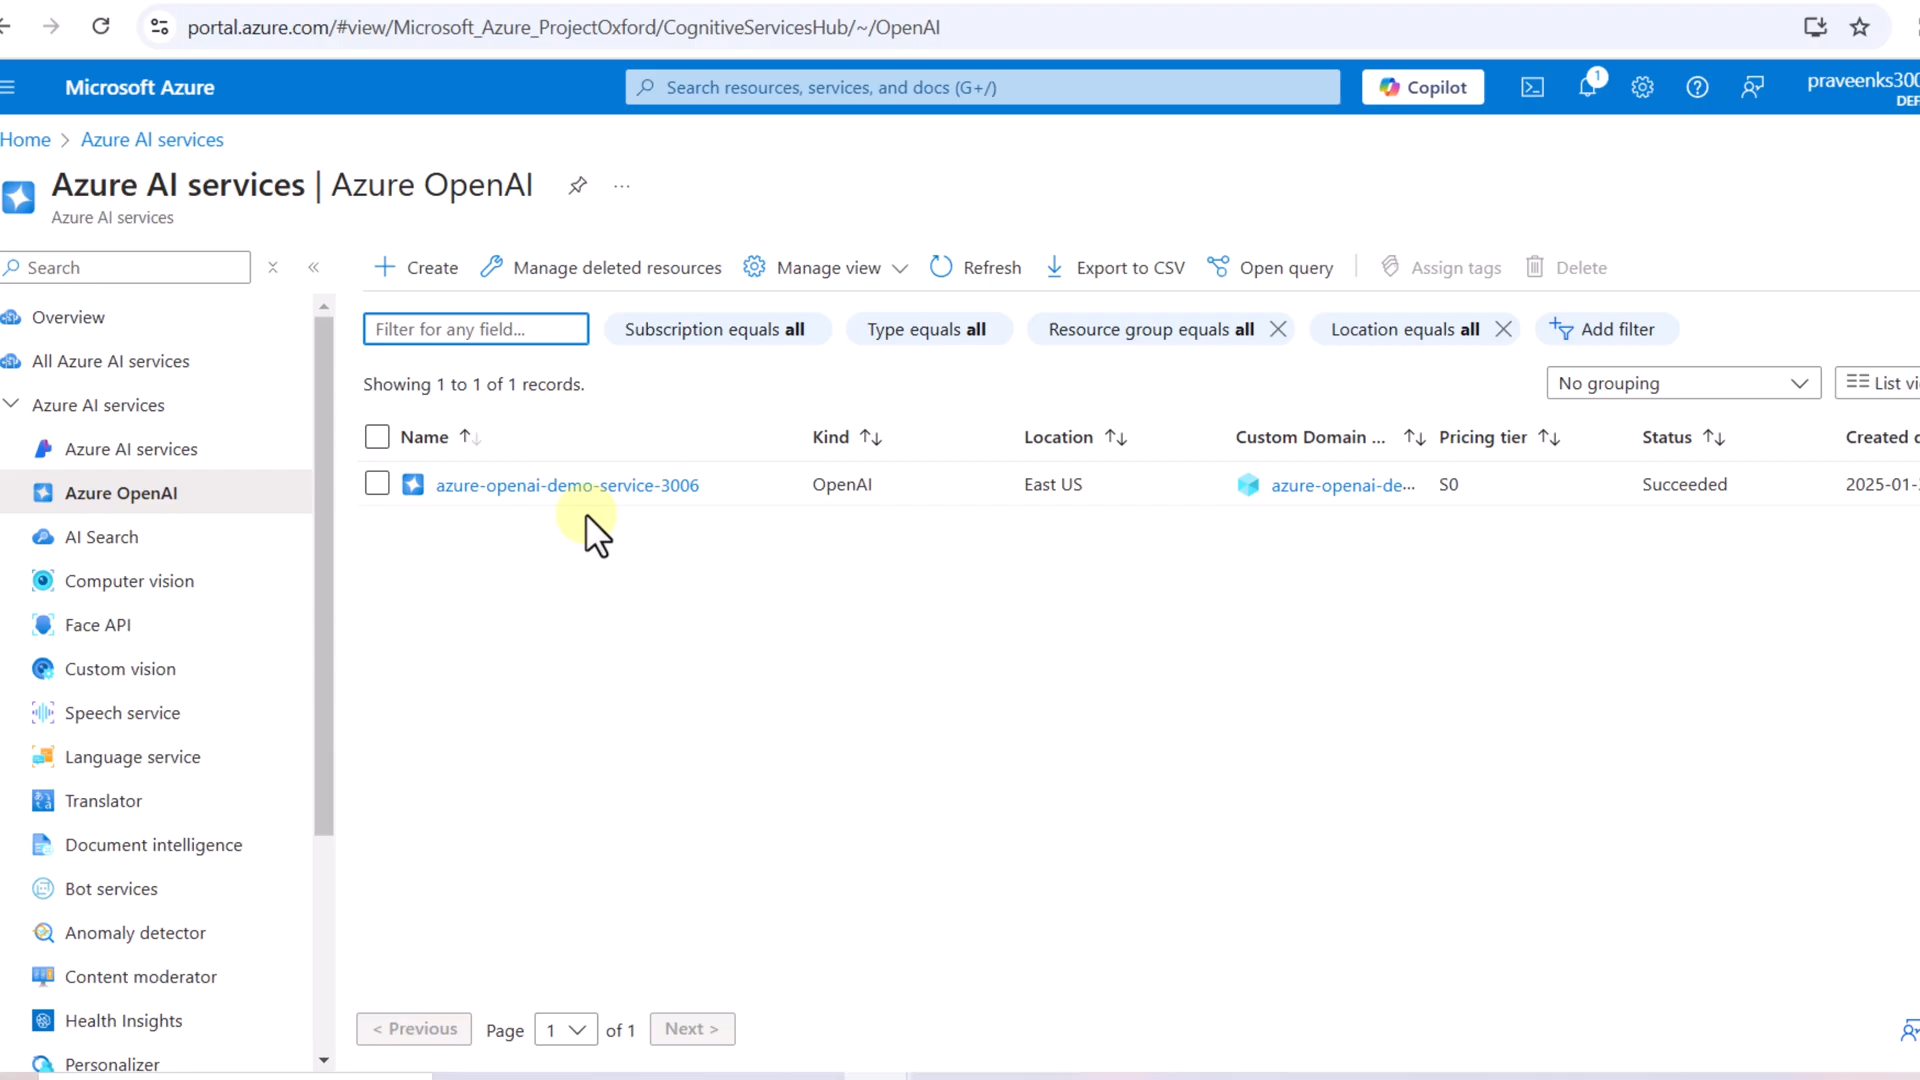 portal.azure.com/#view/Microsoft_Azure_ProjectOxford/CognitiveServicesHub/~/OpenAI
Microsoft Azure
Search resources, services, and docs (G+/)
Copilot
1
praveenks300
DEF
Home > Azure AI services
Azure AI services | Azure OpenAI
Azure AI services
Search
Create
Manage deleted resources
Manage view
Refresh
Export to CSV
Open query
Assign tags
Delete
Overview
All Azure AI services
Azure AI services
Azure AI services
Azure OpenAI
AI Search
Computer vision
Face API
Custom vision
Speech service
Language service
Translator
Document intelligence
Bot services
Anomaly detector
Content moderator
Health Insights
Personalizer
Filter for any field...
Subscription equals all
Type equals all
Resource group equals all
Location equals all
Add filter
Showing 1 to 1 of 1 records.
No grouping
List vi
Name Kind Location Custom Domain ... Pricing tier Status Created d
azure-openai-demo-service-3006 OpenAI East US azure-openai-de... S0 Succeeded 2025-01-
< Previous Page 1 of 1 Next >